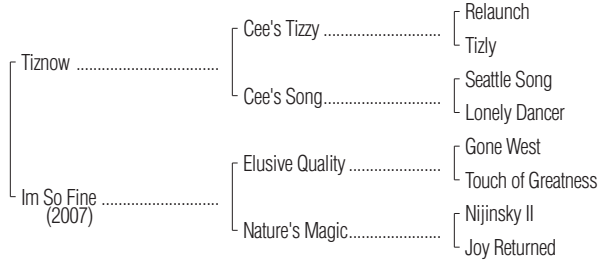 Relaunch
Cee's Tizzy ........................
Tizly
Tiznow .............................
Seattle Song
Cee's Song........................
Lonely Dancer
Gone West
Elusive Quality ...................
Touch of Greatness
Im So Fine ........................
(2007)
Nijinsky II
Nature's Magic...................
Joy Returned